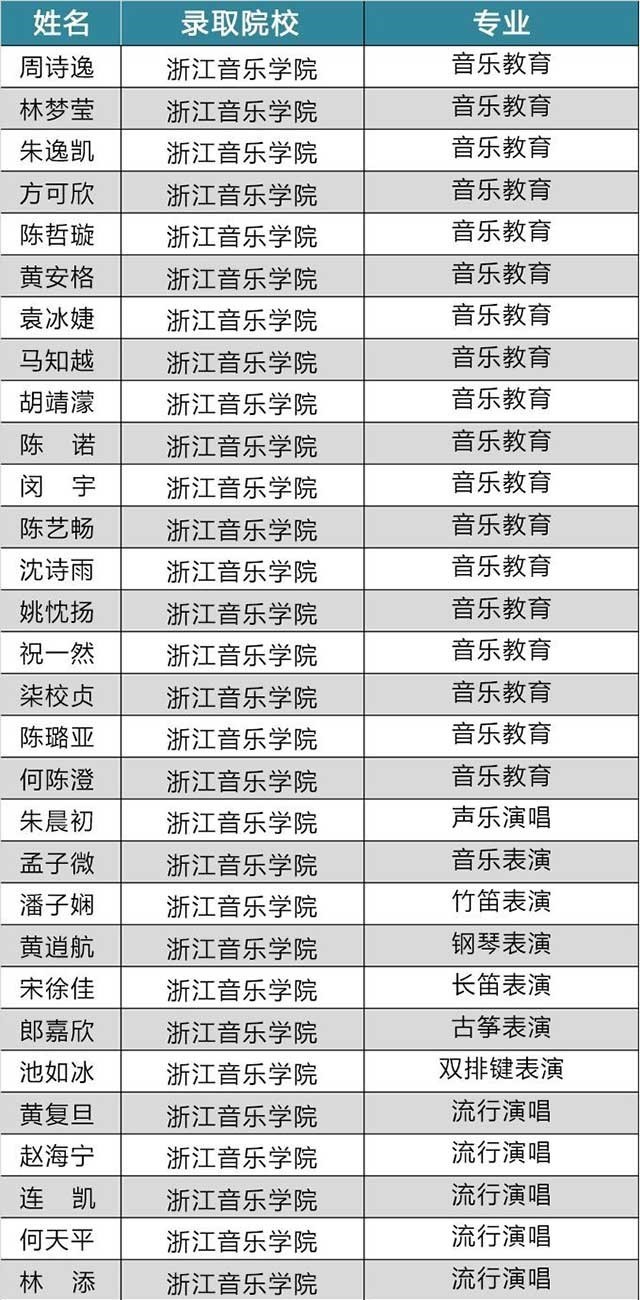 姓名 录取院校 专业
周诗逸 浙江音乐学院 音乐教育
林梦莹 浙江音乐学院 音乐教育
朱逸凯 浙江音乐学院 音乐教育
方可欣 浙江音乐学院 音乐教育
陈哲璇 浙江音乐学院 音乐教育
黄安格 浙江音乐学院 音乐教育
袁冰婕 浙江音乐学院 音乐教育
马知越 浙江音乐学院 音乐教育
胡靖濛 浙江音乐学院 音乐教育
陈 诺 浙江音乐学院 音乐教育
闵 宇 浙江音乐学院 音乐教育
陈艺畅 浙江音乐学院 音乐教育
沈诗雨 浙江音乐学院 音乐教育
姚忱扬 浙江音乐学院 音乐教育
祝一然 浙江音乐学院 音乐教育
柒校贞 浙江音乐学院 音乐教育
陈璐亚 浙江音乐学院 音乐教育
何陈澄 浙江音乐学院 音乐教育
朱晨初 浙江音乐学院 声乐演唱
孟子微 浙江音乐学院 音乐表演
潘子娴 浙江音乐学院 竹笛表演
黄逍航 浙江音乐学院 钢琴表演
宋徐佳 浙江音乐学院 长笛表演
郎嘉欣 浙江音乐学院 古筝表演
池如冰 浙江音乐学院 双排键表演
黄复旦 浙江音乐学院 流行演唱
赵海宁 浙江音乐学院 流行演唱
连 凯 浙江音乐学院 流行演唱
何天平 浙江音乐学院 流行演唱
林 添 浙江音乐学院 流行演唱